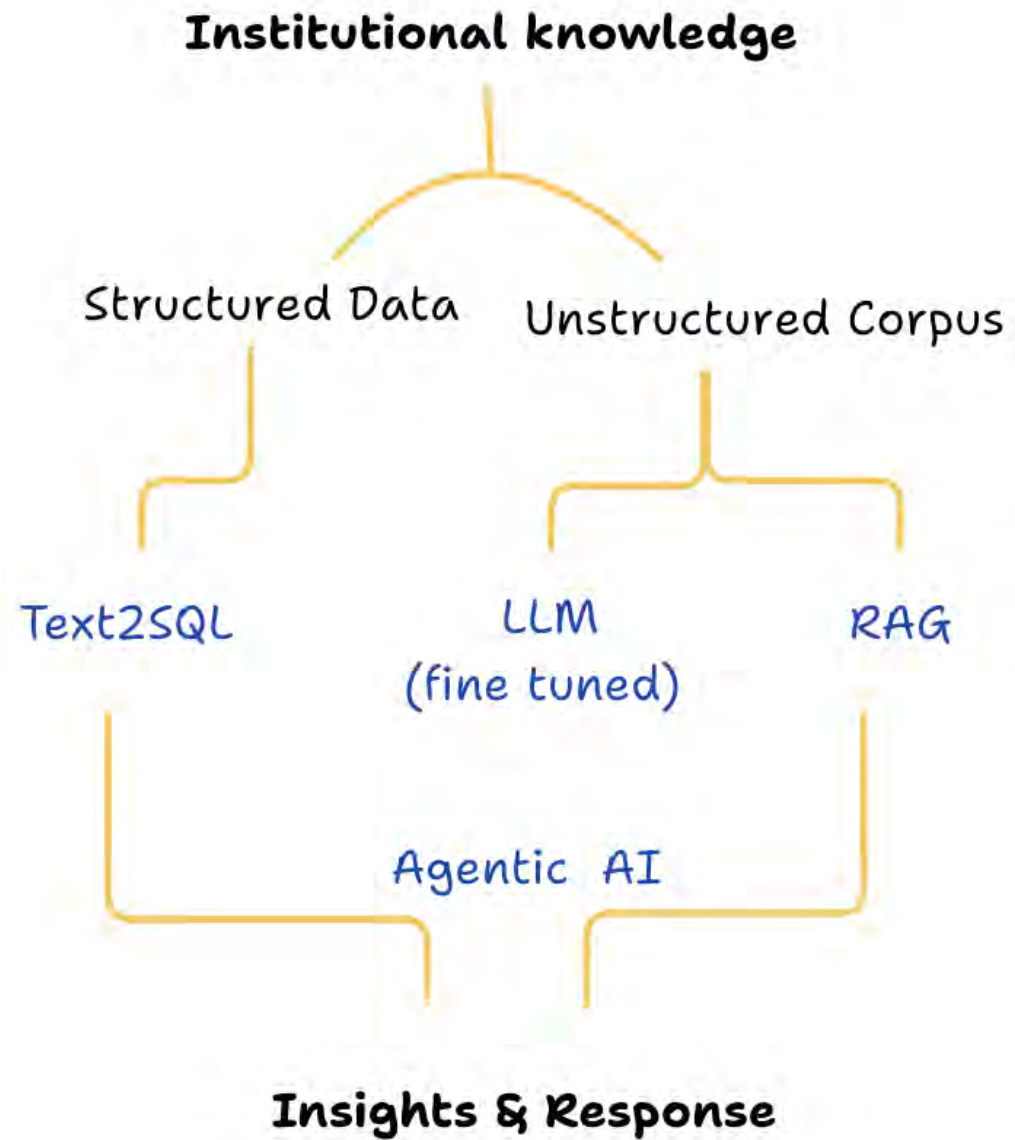 Institutional knowledge
Structured Data
Unstructured Corpus
Text2SQL
LLM
(fine tuned)
RAG
Agentic AI
Insights & Response